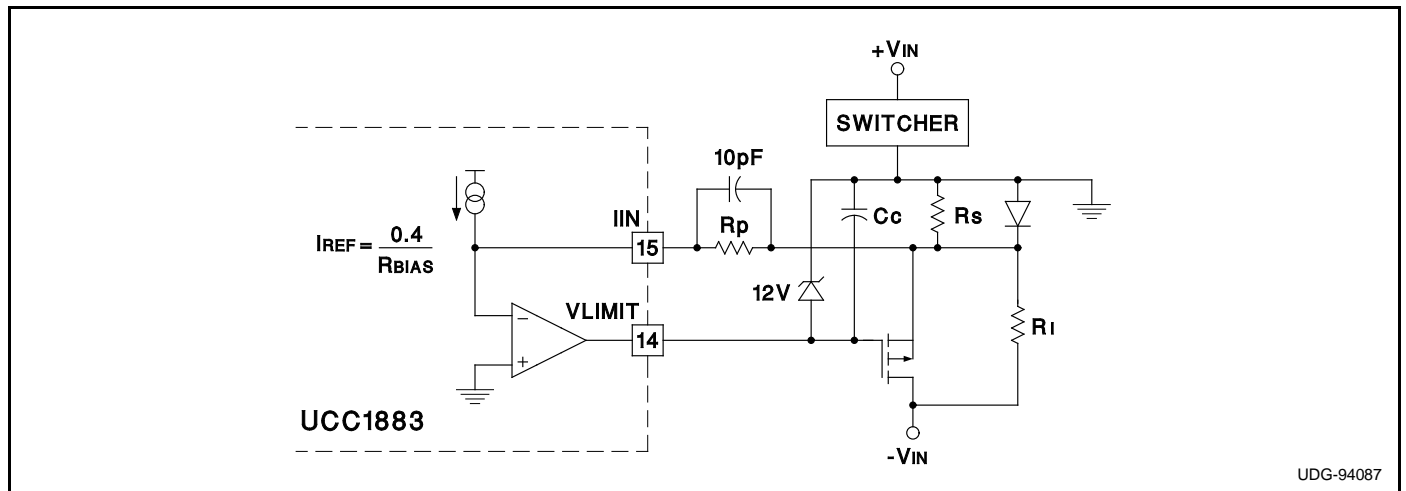 +VIN
SWITCHER
10pF
IIN
Rp
Cc
Rs
15
IREF = 0.4
RBIAS
12V
VLIMIT
RI
14
−
+
UCC1883
-VIN
UDG-94087